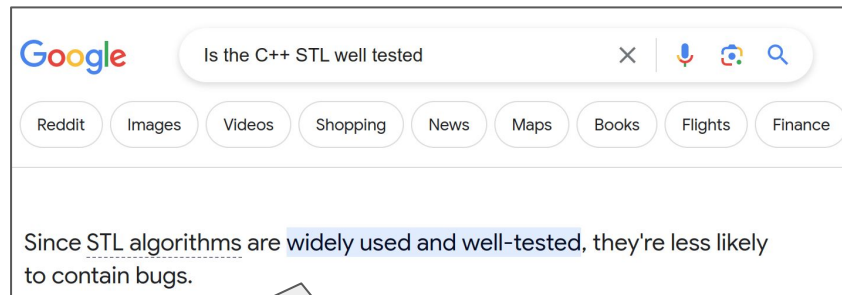 Google
Is the C++ STL well tested
Reddit Images Videos Shopping News Maps Books Flights Finance
Since STL algorithms are widely used and well-tested, they're less likely
to contain bugs.